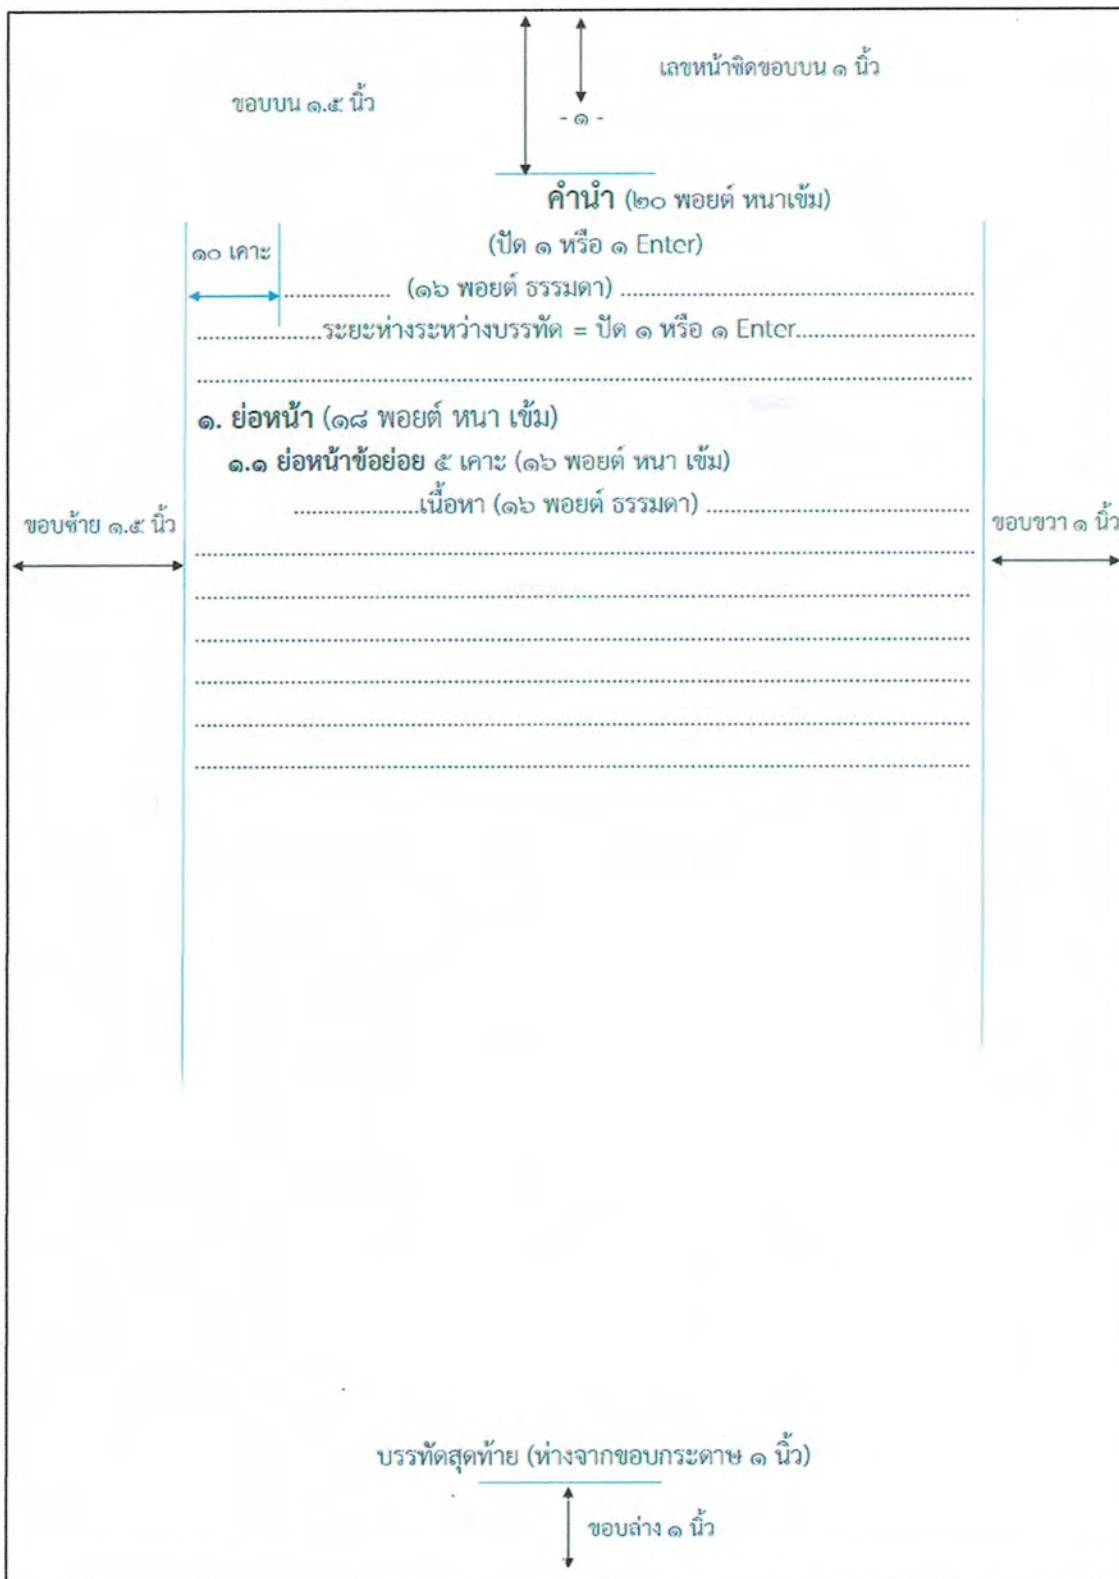 เลขหน้าชิดขอบบน ๑ นิ้ว
ขอบบน ๑.๕ นิ้ว
- ๑ -
คำนำ (๒๐ พอยต์ หนาเข้ม)
(ปัด ๑ หรือ ๑ Enter)
๑๐ เคาะ
................. (๑๖ พอยต์ ธรรมดา) .........................................................
....................ระยะห่างระหว่างบรรทัด = ปัด ๑ หรือ ๑ Enter.............................
๑. ย่อหน้า (๑๘ พอยต์ หนา เข้ม)
๑.๑ ย่อหน้าข้อย่อย ๕ เคาะ (๑๖ พอยต์ หนา เข้ม)
....................เนื้อหา (๑๖ พอยต์ ธรรมดา) ..........................................
ขอบซ้าย ๑.๕ นิ้ว
ขอบขวา ๑ นิ้ว
บรรทัดสุดท้าย (ห่างจากขอบกระดาษ ๑ นิ้ว)
ขอบล่าง ๑ นิ้ว